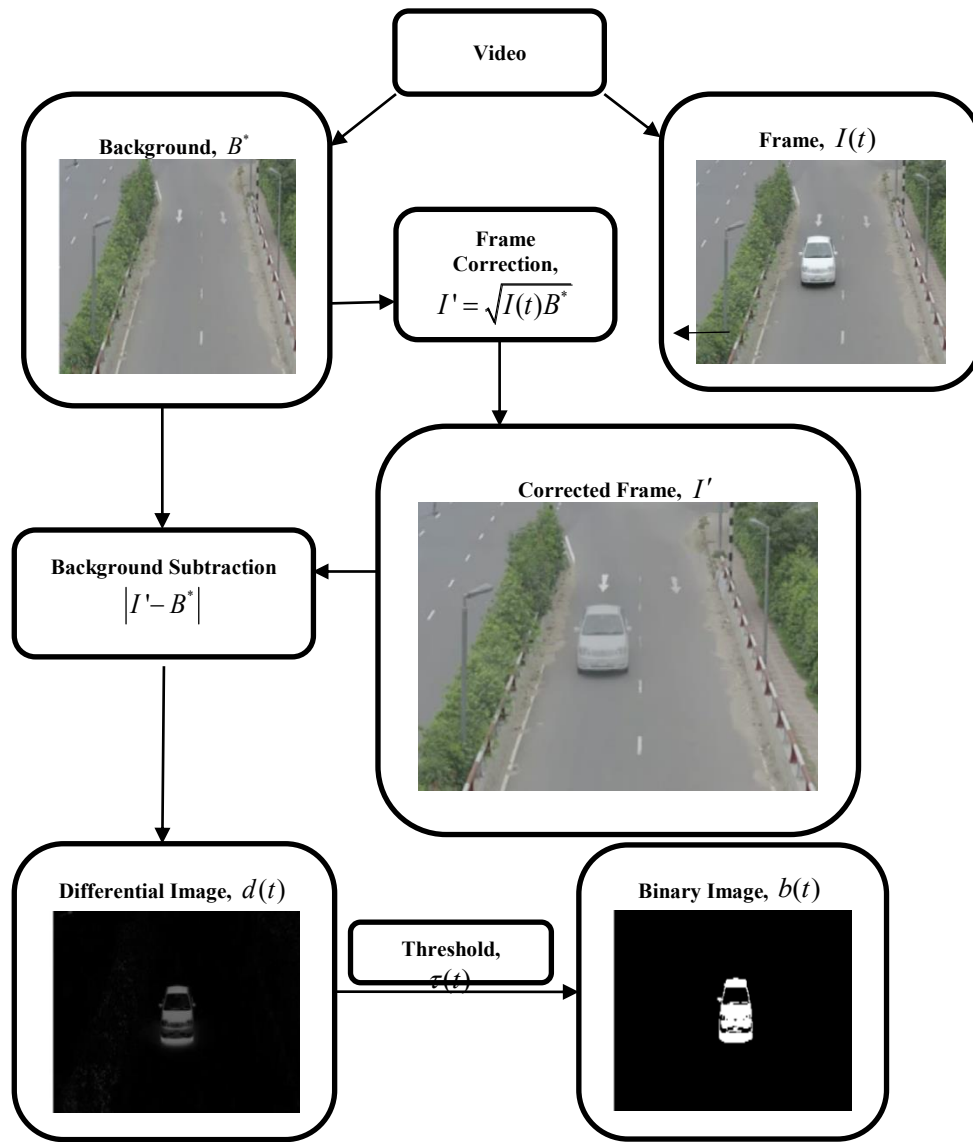 Video
Background, B*
Frame, I(t)
Frame
Correction,
I' = √I(t)B*
Corrected Frame, I′
Background Subtraction
|I'− B*|
Differential Image, d(t)
Threshold,
τ(t)
Binary Image, b(t)